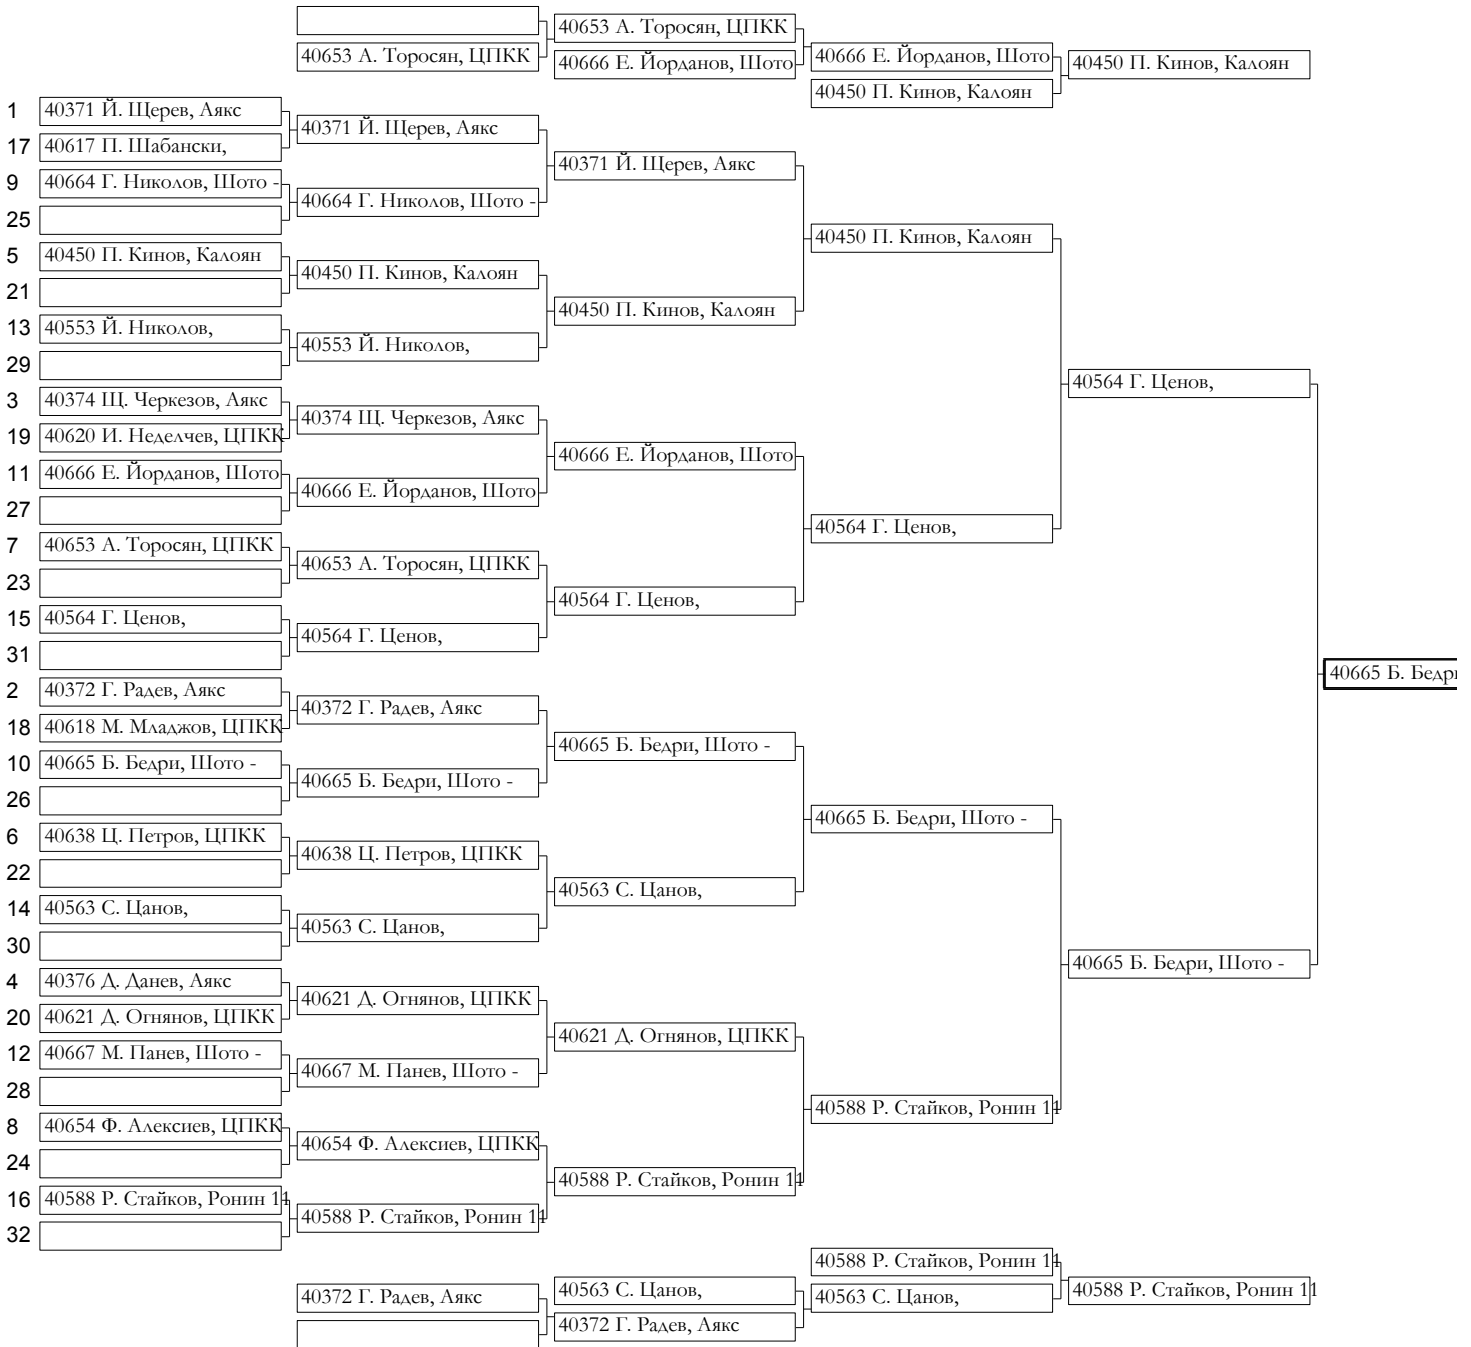 40653 А. Торосян, ЦПКК
40653 А. Торосян, ЦПКК
40666 Е. Йорданов, Шото
40666 Е. Йорданов, Шото
40450 П. Кинов, Калоян
40450 П. Кинов, Калоян
1 40371 Й. Щерев, Аякс
17 40617 П. Шабански,
9 40664 Г. Николов, Шото -
25
5 40450 П. Кинов, Калоян
21
13 40553 Й. Николов,
29
3 40374 Щ. Черкезов, Аякс
19 40620 И. Неделчев, ЦПКК
11 40666 Е. Йорданов, Шото
27
7 40653 А. Торосян, ЦПКК
23
15 40564 Г. Ценов,
31
2 40372 Г. Радев, Аякс
18 40618 М. Младжов, ЦПКК
10 40665 Б. Бедри, Шото -
26
6 40638 Ц. Петров, ЦПКК
22
14 40563 С. Цанов,
30
4 40376 Д. Данев, Аякс
20 40621 Д. Огнянов, ЦПКК
12 40667 М. Панев, Шото -
28
8 40654 Ф. Алексиев, ЦПКК
24
16 40588 Р. Стайков, Ронин 11
32
40371 Й. Щерев, Аякс
40664 Г. Николов, Шото -
40450 П. Кинов, Калоян
40553 Й. Николов,
40374 Щ. Черкезов, Аякс
40666 Е. Йорданов, Шото
40653 А. Торосян, ЦПКК
40564 Г. Ценов,
40372 Г. Радев, Аякс
40665 Б. Бедри, Шото -
40638 Ц. Петров, ЦПКК
40563 С. Цанов,
40621 Д. Огнянов, ЦПКК
40667 М. Панев, Шото -
40654 Ф. Алексиев, ЦПКК
40588 Р. Стайков, Ронин 11
40371 Й. Щерев, Аякс
40450 П. Кинов, Калоян
40666 Е. Йорданов, Шото
40564 Г. Ценов,
40665 Б. Бедри, Шото -
40563 С. Цанов,
40621 Д. Огнянов, ЦПКК
40588 Р. Стайков, Ронин 11
40450 П. Кинов, Калоян
40564 Г. Ценов,
40665 Б. Бедри, Шото -
40588 Р. Стайков, Ронин 11
40564 Г. Ценов,
40665 Б. Бедри, Шото -
40665 Б. Бедри
40372 Г. Радев, Аякс
40563 С. Цанов,
40372 Г. Радев, Аякс
40588 Р. Стайков, Ронин 11
40563 С. Цанов,
40588 Р. Стайков, Ронин 11